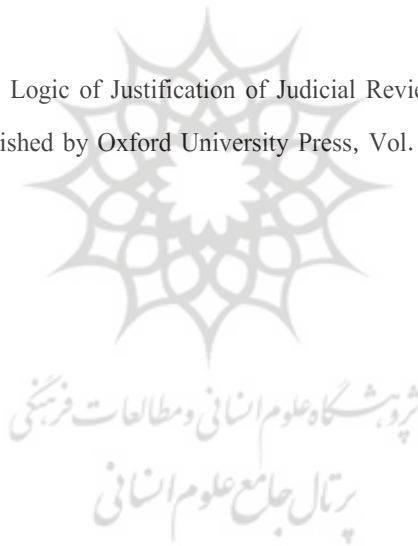 Logic of Justification of Judicial Revie
ished by Oxford University Press, Vol.
پژوهشگاه علوم انسانی و مطالعات فرهنگی
پرتال جامع علوم انسانی